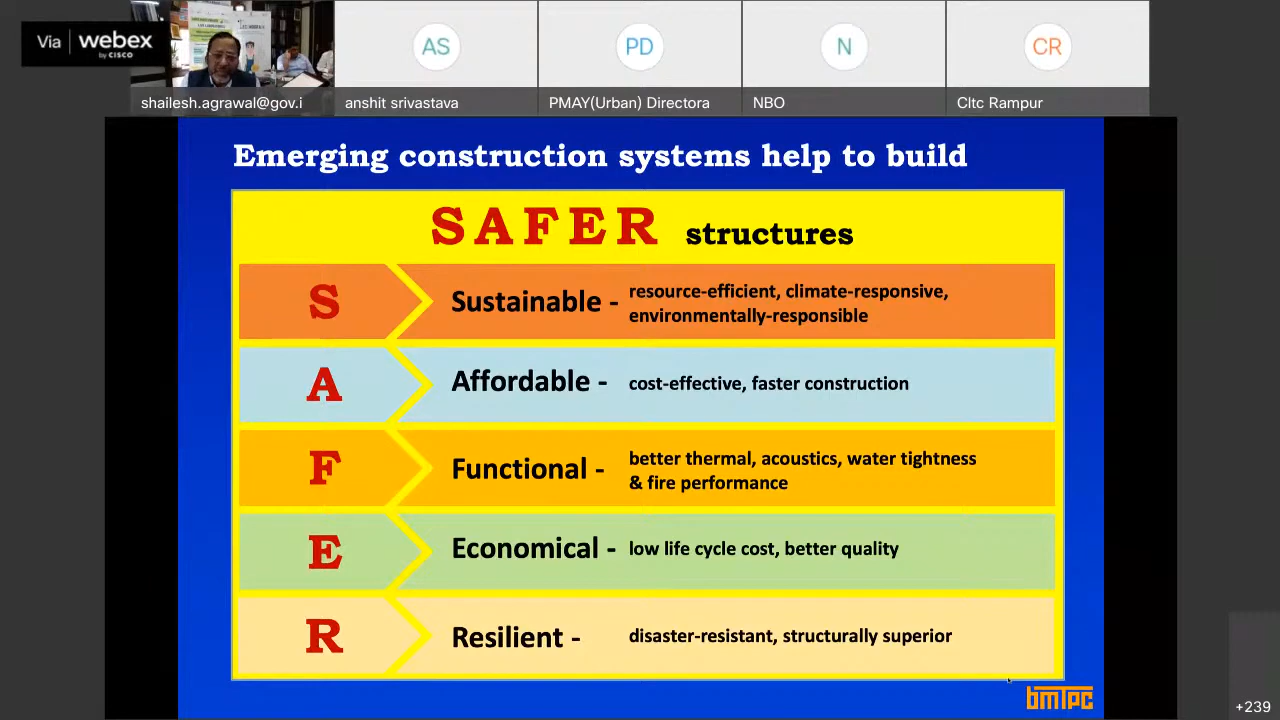 Via webex
by CISCO
AS
PD
N
CR
shailesh.agrawal@gov.i
anshit srivastava
PMAY(Urban) Directora
NBO
Cltc Rampur
Emerging construction systems help to build
SAFER structures
S
Sustainable - resource-efficient, climate-responsive,
environmentally-responsible
A
Affordable - cost-effective, faster construction
F
Functional - better thermal, acoustics, water tightness
& fire performance
E
Economical - low life cycle cost, better quality
R
Resilient - disaster-resistant, structurally superior
bmTPC
+239